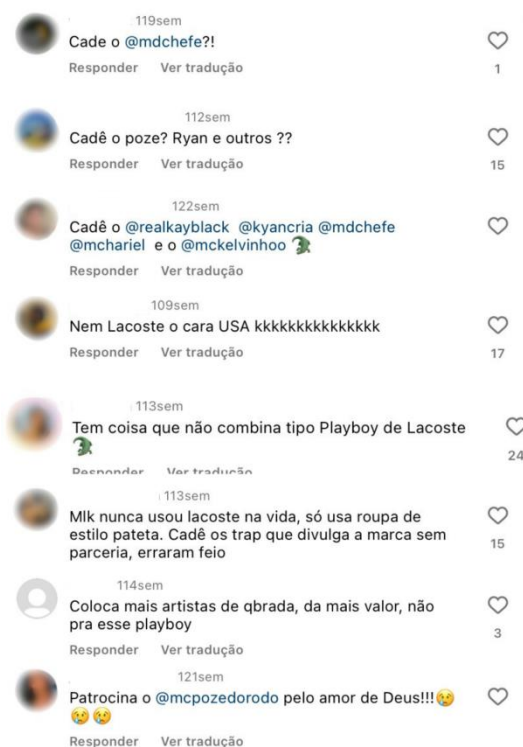 119sem
Cade o @mdchefe?!
Responder Ver tradução
1
112sem
Cadê o poze? Ryan e outros ??
Responder Ver tradução
15
122sem
Cadê o @realkayblack @kyancria @mdchefe
@mchariel e o @mckelvinhoo 🐊
Responder Ver tradução
109sem
Nem Lacoste o cara USA kkkkkkkkkkkkkkk
Responder Ver tradução
17
113sem
Tem coisa que não combina tipo Playboy de Lacoste
🐊
24
Responder Ver tradução
113sem
Mlk nunca usou lacoste na vida, só usa roupa de
estilo pateta. Cadê os trap que divulga a marca sem
parceria, erraram feio
15
114sem
Coloca mais artistas de qbrada, da mais valor, não
pra esse playboy
3
Responder Ver tradução
121sem
Patrocina o @mcpozedorodo pelo amor de Deus!!!😢
😢😢
Responder Ver tradução